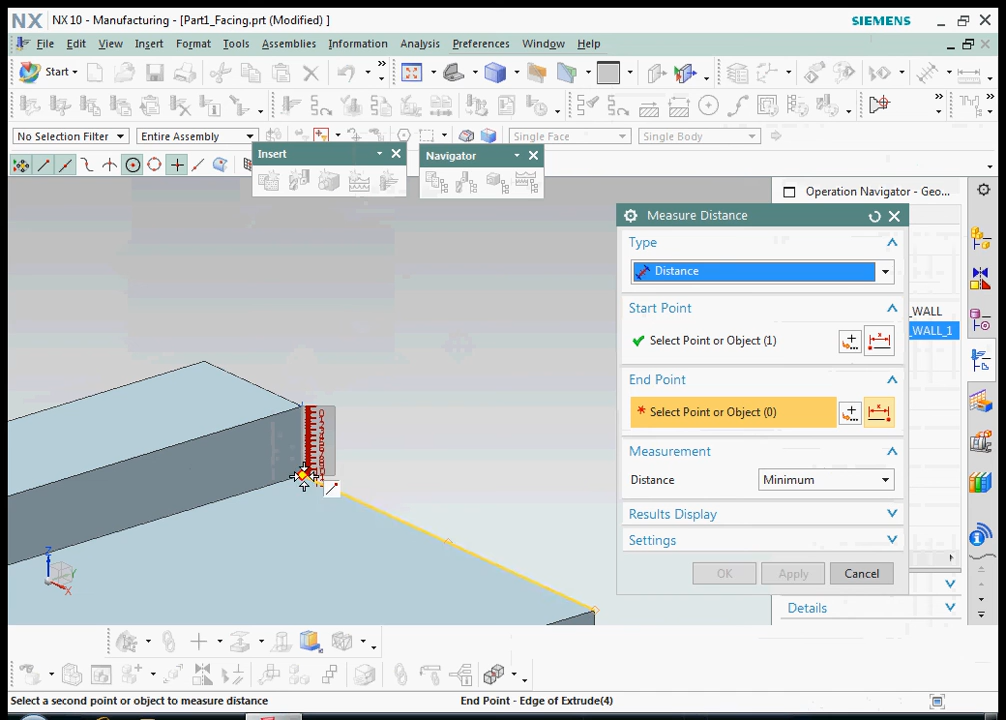 NX NX 10 - Manufacturing - [Part1_Facing.prt (Modified) ] SIEMENS
File Edit View Insert Format Tools Assemblies Information Analysis Preferences Window Help
Start
No Selection Filter Entire Assembly Single Face Single Body
Insert
Navigator
Operation Navigator - Geo...
Measure Distance
Type
Distance
Start Point
_WALL
_WALL_1
Select Point or Object (1)
End Point
* Select Point or Object (0)
Measurement
Distance Minimum
Results Display
Settings
OK Apply Cancel
Details
Z
Y
X
Select a second point or object to measure distance End Point - Edge of Extrude(4)